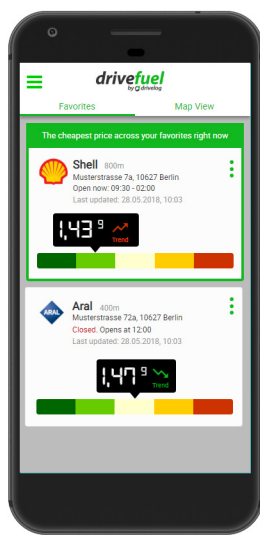 drivefuel
by drivelog
Favorites
Map View
The cheapest price across your favorites right now
Shell 800m
Musterstrasse 7a, 10627 Berlin
Open now: 09:30 - 02:00
Last updated: 28.05.2018, 10:03
1,43 9
Trend
ARAL
Aral 400m
Musterstrasse 72a, 10627 Berlin
Closed. Opens at 12:00
Last updated: 28.05.2018, 10:03
1,47 9
Trend